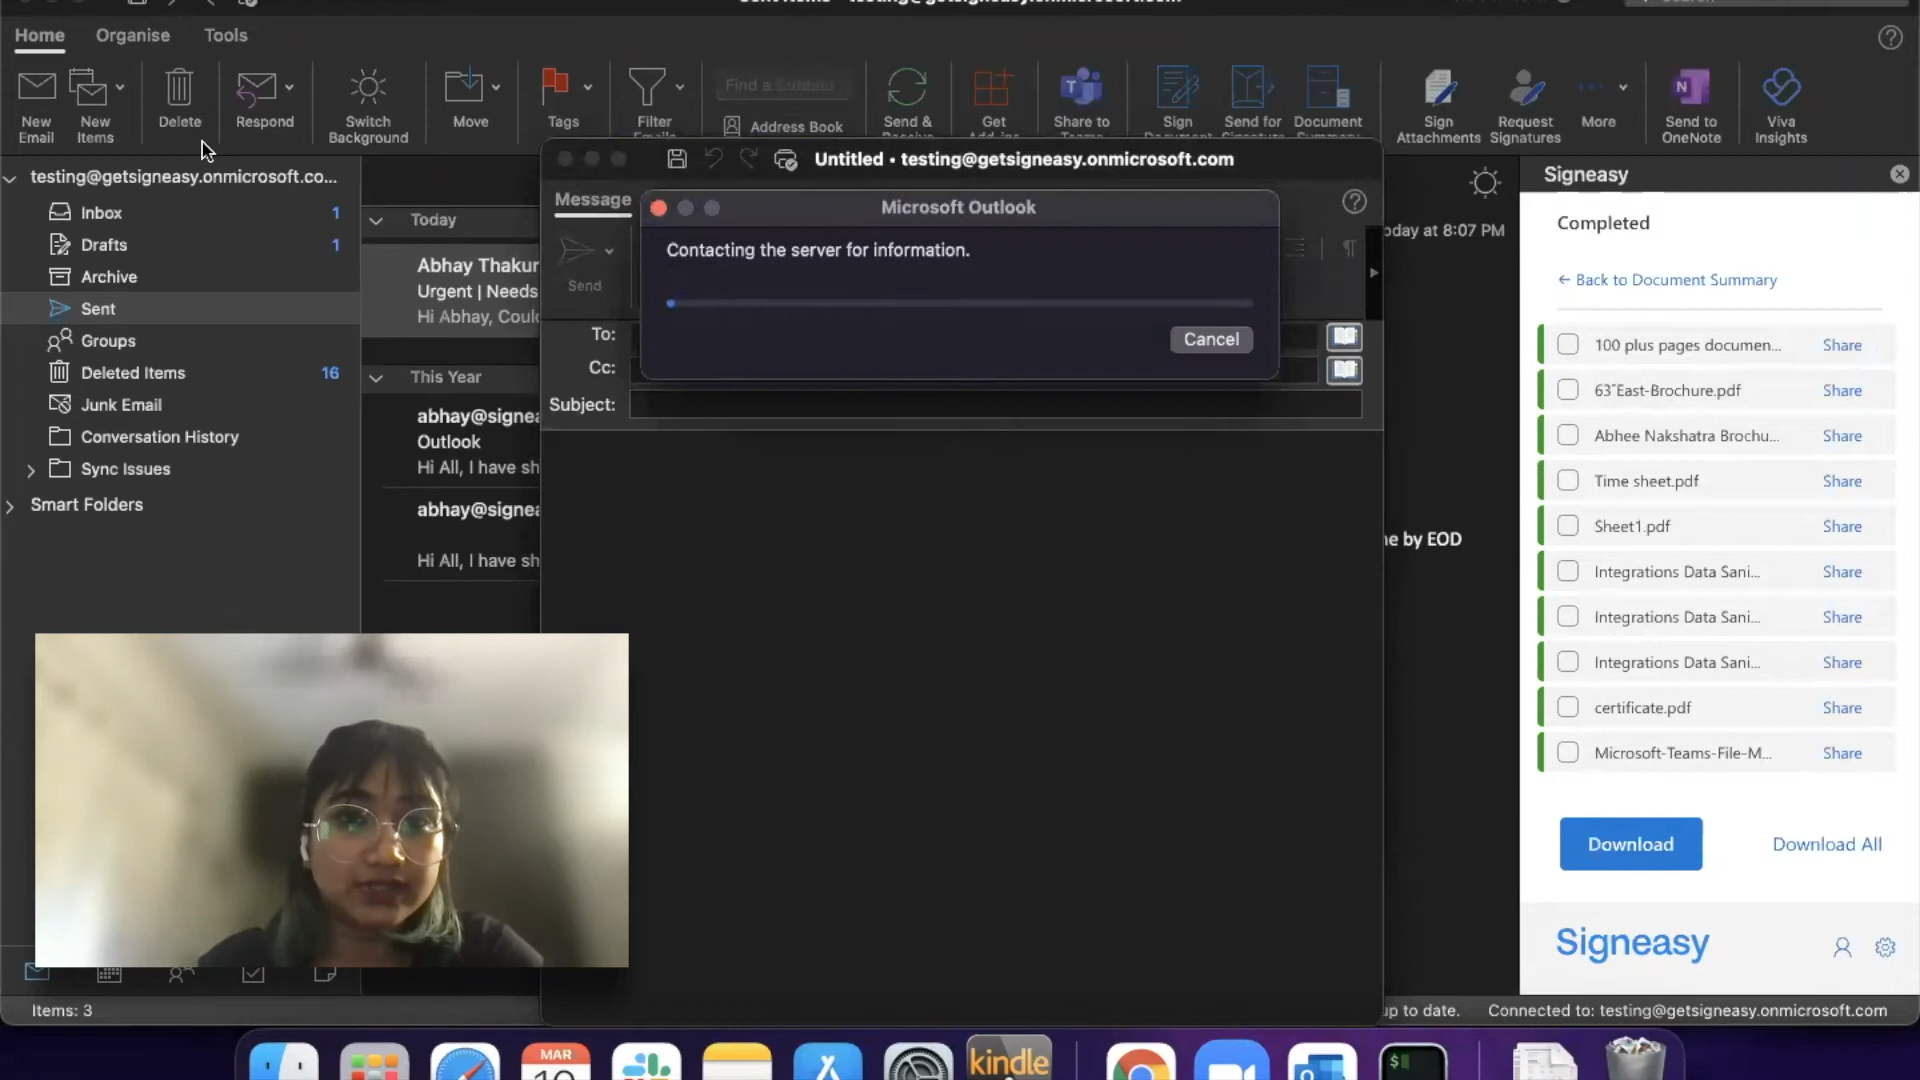 Home Organise Tools
New Email
New Items
Delete
Respond
Switch Background
Move
Tags
Filter
Find a Contact
Address Book
Send &
Get
Share to
Sign
Send for
Document
Sign Attachments
Request Signatures
More
Send to OneNote
Viva Insights
testing@getsigneasy.onmicrosoft.co...
Inbox 1
Drafts 1
Archive
Sent
Groups
Deleted Items 16
Junk Email
Conversation History
Sync Issues
Smart Folders
Today
Abhay Thakur
Urgent | Needs
Hi Abhay, Coul
This Year
abhay@signea
Outlook
Hi All, I have sh
abhay@signea
Hi All, I have sh
Untitled • testing@getsigneasy.onmicrosoft.com
Message
Send
Microsoft Outlook
Contacting the server for information.
Cancel
To:
Cc:
Subject:
oday at 8:07 PM
ne by EOD
Signeasy
Completed
← Back to Document Summary
100 plus pages documen... Share
63°East-Brochure.pdf Share
Abhee Nakshatra Brochu... Share
Time sheet.pdf Share
Sheet1.pdf Share
Integrations Data Sani... Share
Integrations Data Sani... Share
Integrations Data Sani... Share
certificate.pdf Share
Microsoft-Teams-File-M... Share
Download Download All
Signeasy
Items: 3
up to date. Connected to: testing@getsigneasy.onmicrosoft.com
MAR
kindle